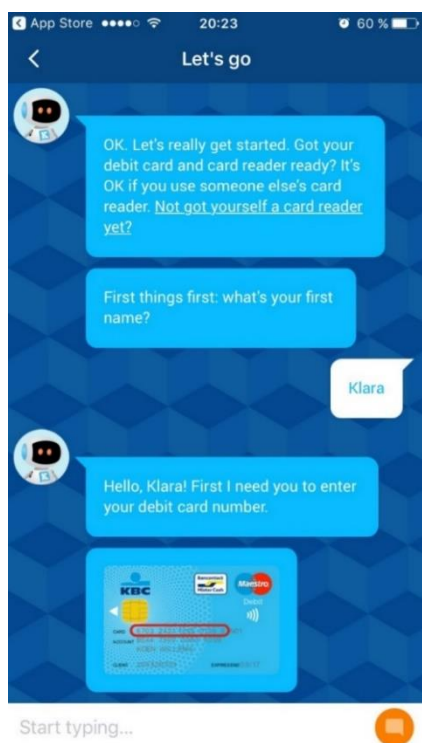 App Store 20:23 60 %
Let's go
OK. Let's really get started. Got your
debit card and card reader ready? It's
OK if you use someone else's card
reader. Not got yourself a card reader
yet?
First things first: what's your first
name?
Klara
Hello, Klara! First I need you to enter
your debit card number.
KBC
Bancontact
Mister Cash
Maestro
Debit
CARD
ACCOUNT
CLIENT
Start typing...